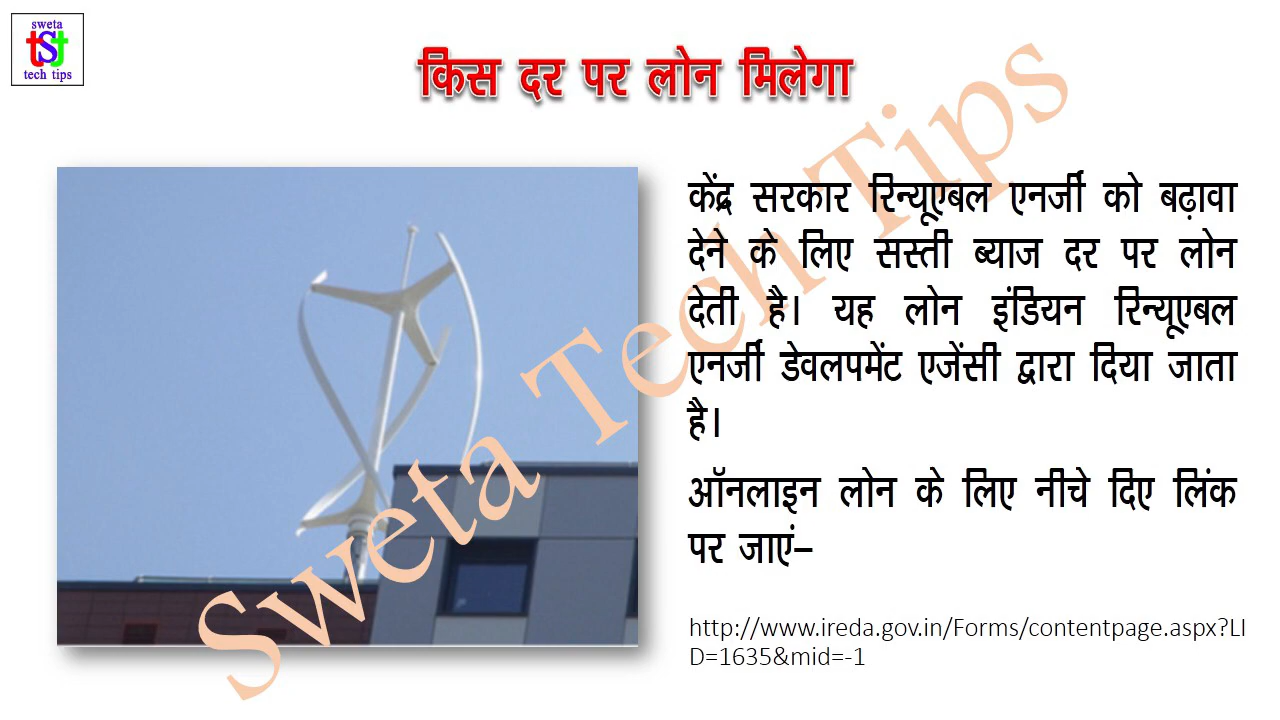 sweta
tSt
tech tips
किस दर पर लोन मिलेगा
केंद्र सरकार रिन्यूएबल एनर्जी को बढ़ावा
देने के लिए सस्ती ब्याज दर पर लोन
देती है। यह लोन इंडियन रिन्यूएबल
एनर्जी डेवलपमेंट एजेंसी द्वारा दिया जाता
है।
ऑनलाइन लोन के लिए नीचे दिए लिंक
पर जाएं–
http://www.ireda.gov.in/Forms/contentpage.aspx?LI
D=1635&mid=-1
Sweta Tech Tips